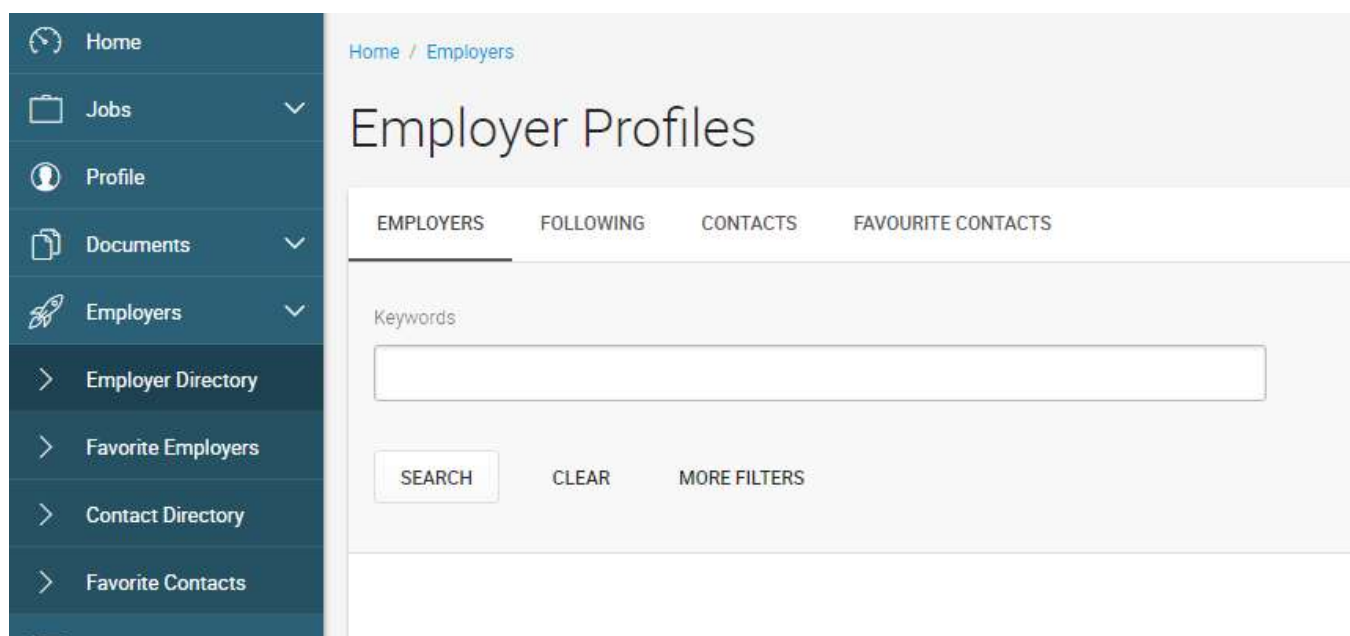 Home
Jobs
Profile
Documents
Employers
Employer Directory
Favorite Employers
Contact Directory
Favorite Contacts
Home / Employers
Employer Profiles
EMPLOYERS FOLLOWING CONTACTS FAVOURITE CONTACTS
Keywords
SEARCH CLEAR MORE FILTERS